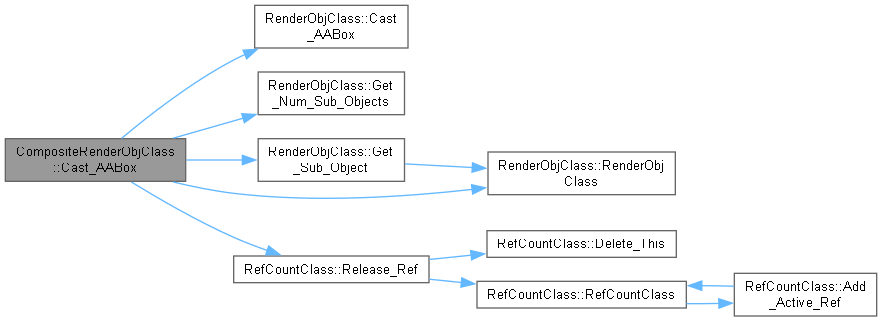 RenderObjClass::Cast
_AABox
RenderObjClass::Get
_Num_Sub_Objects
CompositeRenderObjClass
::Cast_AABox
RenderObjClass::Get
_Sub_Object
RenderObjClass::RenderObj
Class
RefCountClass::Delete_This
RefCountClass::Release_Ref
RefCountClass::RefCountClass
RefCountClass::Add
_Active_Ref